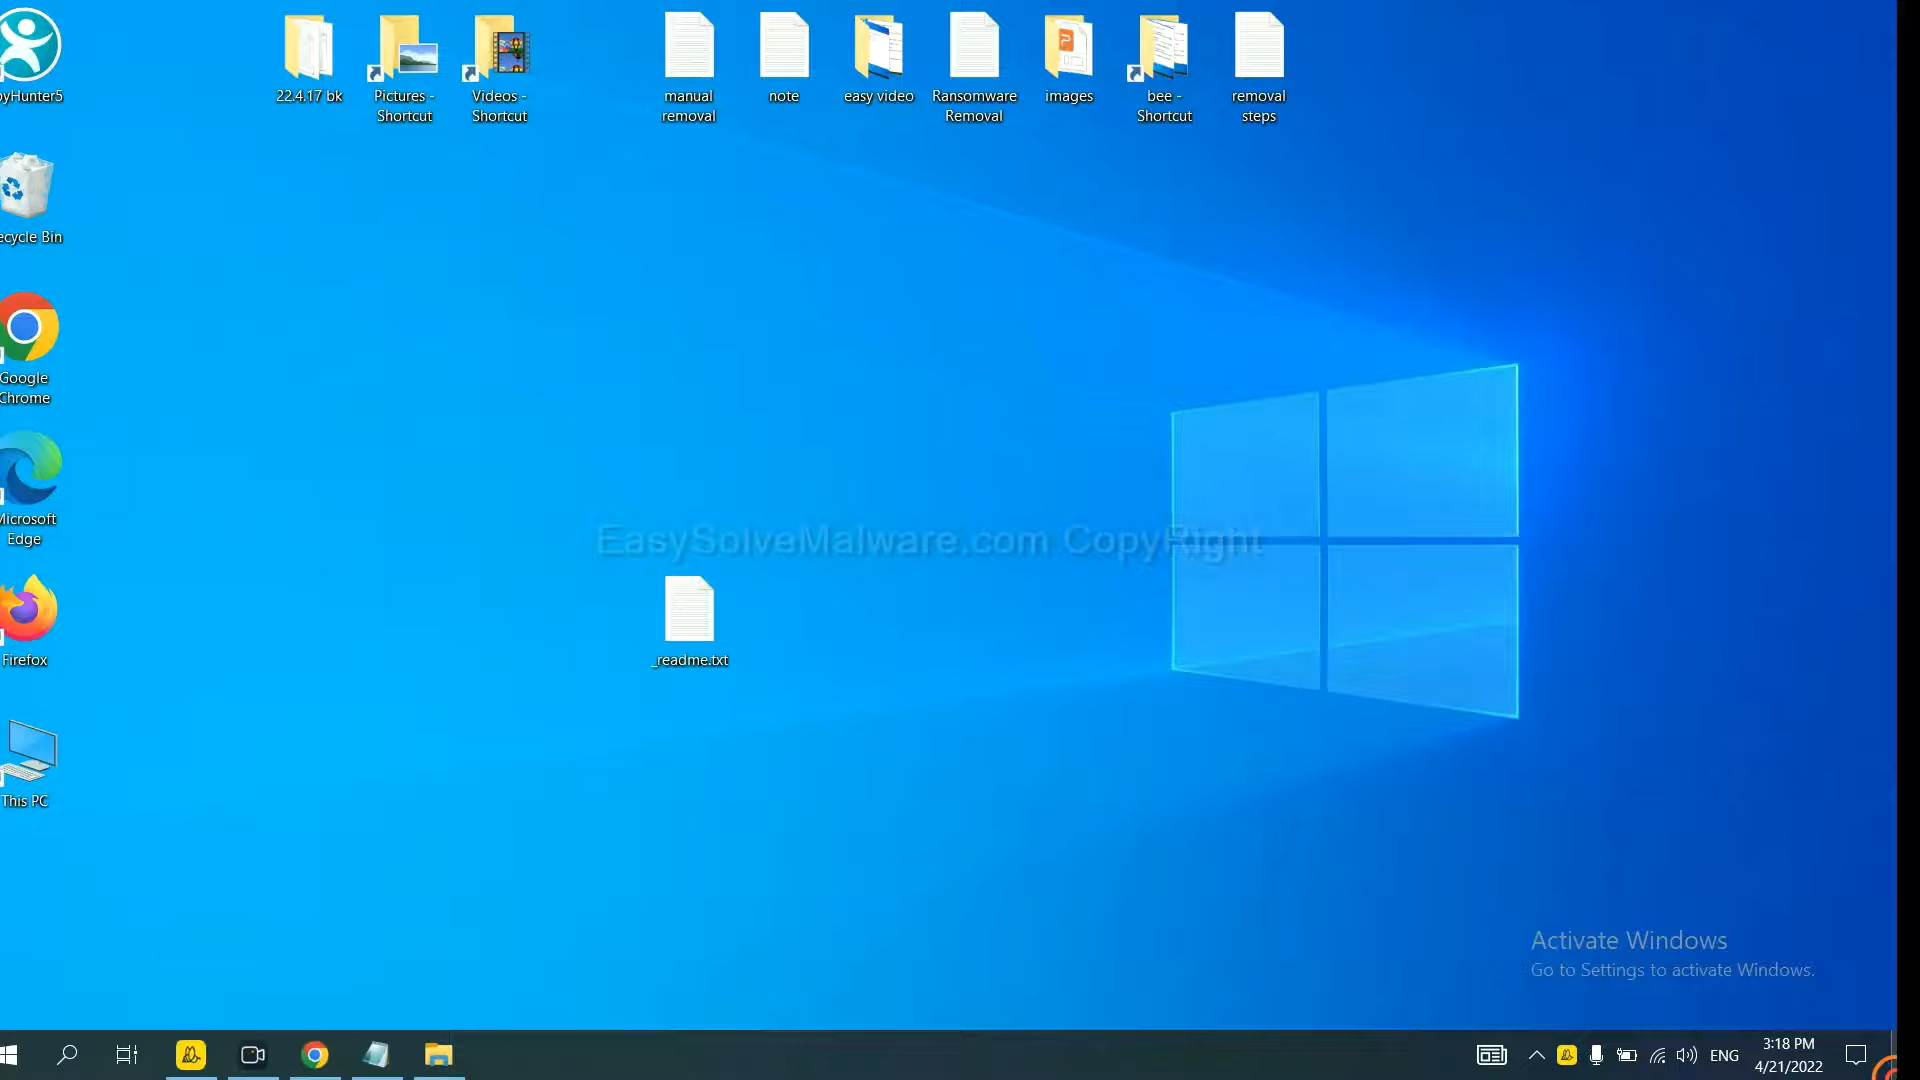 pyHunter5
22.4.17 bk
Pictures -
Shortcut
Videos -
Shortcut
manual
removal
note
easy video
Ransomware
Removal
images
bee -
Shortcut
removal
steps
ecycle Bin
Google
Chrome
Microsoft
Edge
EasySolveMalware.com CopyRight
Firefox
_readme.txt
This PC
Activate Windows
Go to Settings to activate Windows.
ENG
3:18 PM
4/21/2022